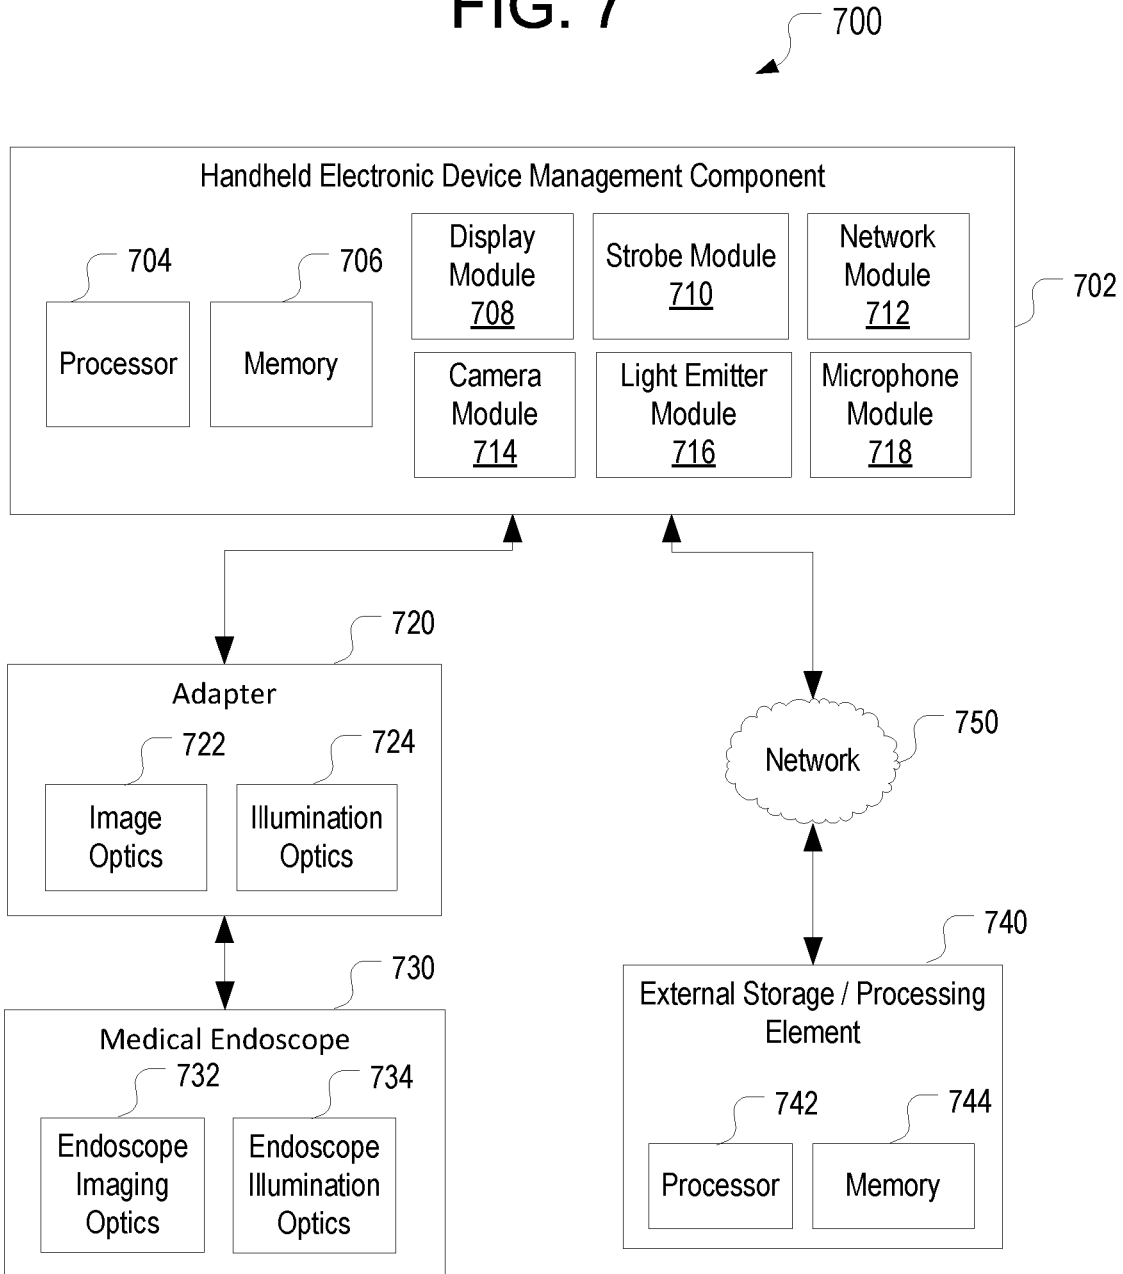 FIG. 7
700
Handheld Electronic Device Management Component
704
706
702
Processor
Memory
Display
Module
708
Strobe Module
710
Network
Module
712
Camera
Module
714
Light Emitter
Module
716
Microphone
Module
718
720
Adapter
722
724
Image
Optics
Illumination
Optics
750
Network
730
Medical Endoscope
732
734
Endoscope
Imaging
Optics
Endoscope
Illumination
Optics
740
External Storage / Processing
Element
742
744
Processor
Memory